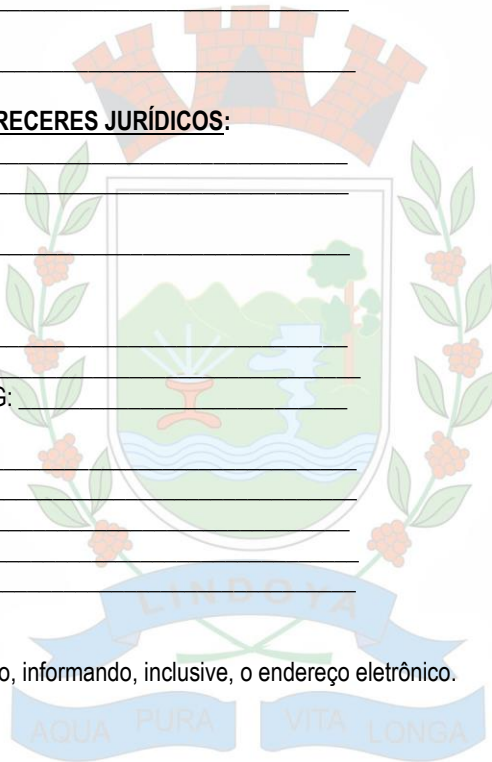 RECERES JURÍDICOS:
G:
o, informando, inclusive, o endereço eletrônico.
LINDOYA
AQUA PURA VITA LONGA